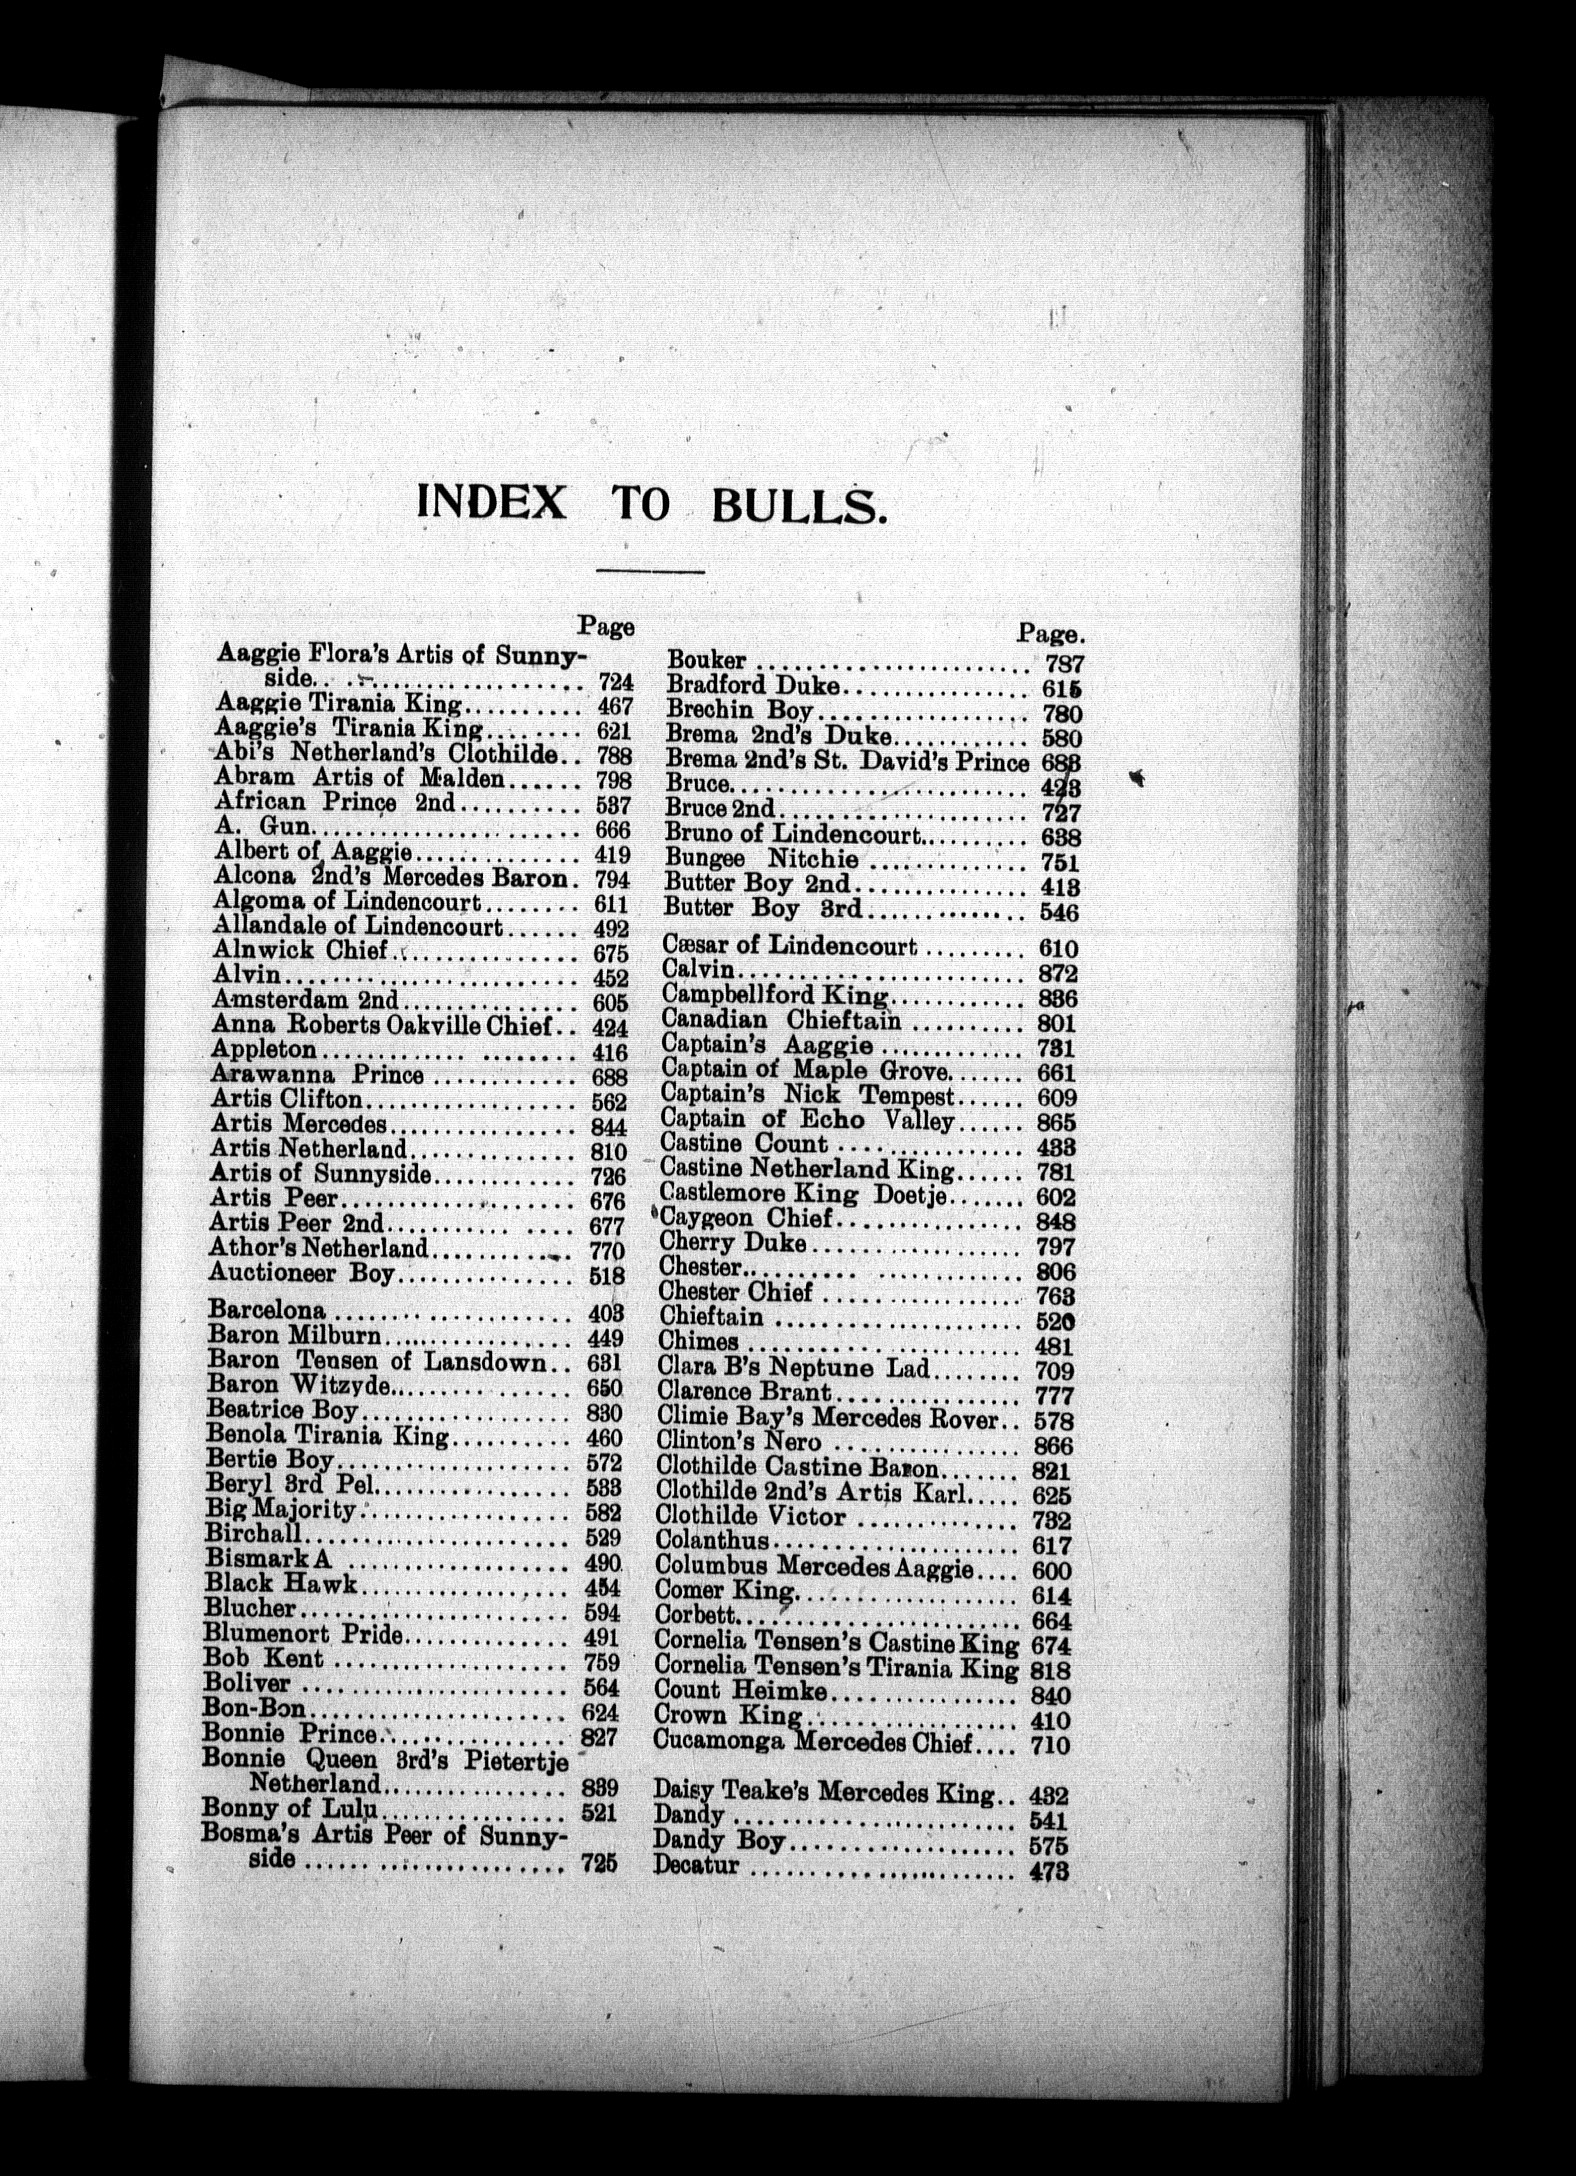 INDEX TO BULLS.
Page
Aaggie Flora's Artis of Sunny-
side.................... 724
Aaggie Tirania King.......... 467
Aaggie's Tirania King........ 621
Abi's Netherland's Clothilde.. 788
Abram Artis of Malden...... 798
African Prince 2nd.......... 537
A. Gun...................... 666
Albert of Aaggie.............. 419
Alcona 2nd's Mercedes Baron. 794
Algoma of Lindencourt........ 611
Allandale of Lindencourt...... 492
Alnwick Chief............... 675
Alvin........................ 452
Amsterdam 2nd............... 605
Anna Roberts Oakville Chief.. 424
Appleton..................... 416
Arawanna Prince ............ 688
Artis Clifton.................. 562
Artis Mercedes................ 844
Artis Netherland.............. 810
Artis of Sunnyside............ 726
Artis Peer.................... 676
Artis Peer 2nd............... 677
Athor's Netherland............ 770
Auctioneer Boy............... 518
Barcelona .................... 403
Baron Milburn................ 449
Baron Tensen of Lansdown.. 631
Baron Witzyde............... 650
Beatrice Boy.................. 830
Benola Tirania King.......... 460
Bertie Boy.................... 572
Beryl 3rd Pel................. 533
Big Majority.................. 582
Birchall....................... 529
Bismark A ................... 490
Black Hawk.................. 454
Blucher....................... 594
Blumenort Pride.............. 491
Bob Kent .................... 759
Boliver ...................... 564
Bon-Bon...................... 624
Bonnie Prince................. 827
Bonnie Queen 3rd's Pietertje
Netherland................ 839
Bonny of Lulu................ 521
Bosma's Artis Peer of Sunny-
side ...................... 725
Page.
Bouker ....................... 787
Bradford Duke................ 615
Brechin Boy.................. 780
Brema 2nd's Duke............ 580
Brema 2nd's St. David's Prince 683
Bruce......................... 423
Bruce 2nd..................... 727
Bruno of Lindencourt.......... 638
Bungee Nitchie .............. 751
Butter Boy 2nd............... 413
Butter Boy 3rd.............. 546
Cæsar of Lindencourt ......... 610
Calvin........................ 872
Campbellford King............ 836
Canadian Chieftain .......... 801
Captain's Aaggie ............. 731
Captain of Maple Grove....... 661
Captain's Nick Tempest...... 609
Captain of Echo Valley...... 865
Castine Count ............... 433
Castine Netherland King...... 781
Castlemore King Doetje....... 602
Caygeon Chief................ 848
Cherry Duke.................. 797
Chester....................... 806
Chester Chief ................. 763
Chieftain ..................... 520
Chimes ....................... 481
Clara B's Neptune Lad........ 709
Clarence Brant................ 777
Climie Bay's Mercedes Rover.. 578
Clinton's Nero ................ 866
Clothilde Castine Baron....... 821
Clothilde 2nd's Artis Karl..... 625
Clothilde Victor .............. 732
Colanthus..................... 617
Columbus Mercedes Aaggie.... 600
Comer King.................... 614
Corbett........................ 664
Cornelia Tensen's Castine King 674
Cornelia Tensen's Tirania King 818
Count Heimke................ 840
Crown King.................. 410
Cucamonga Mercedes Chief.... 710
Daisy Teake's Mercedes King.. 432
Dandy ........................ 541
Dandy Boy................... 575
Decatur ...................... 473